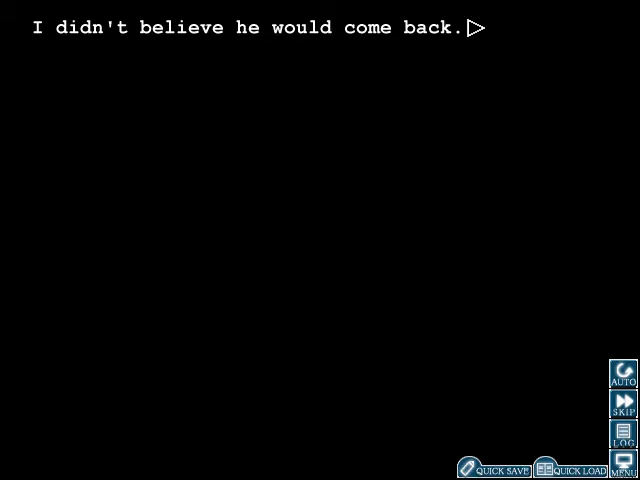 I didn't believe he would come back.
AUTO
SKIP
LOG
QUICK SAVE
QUICK LOAD
MENU